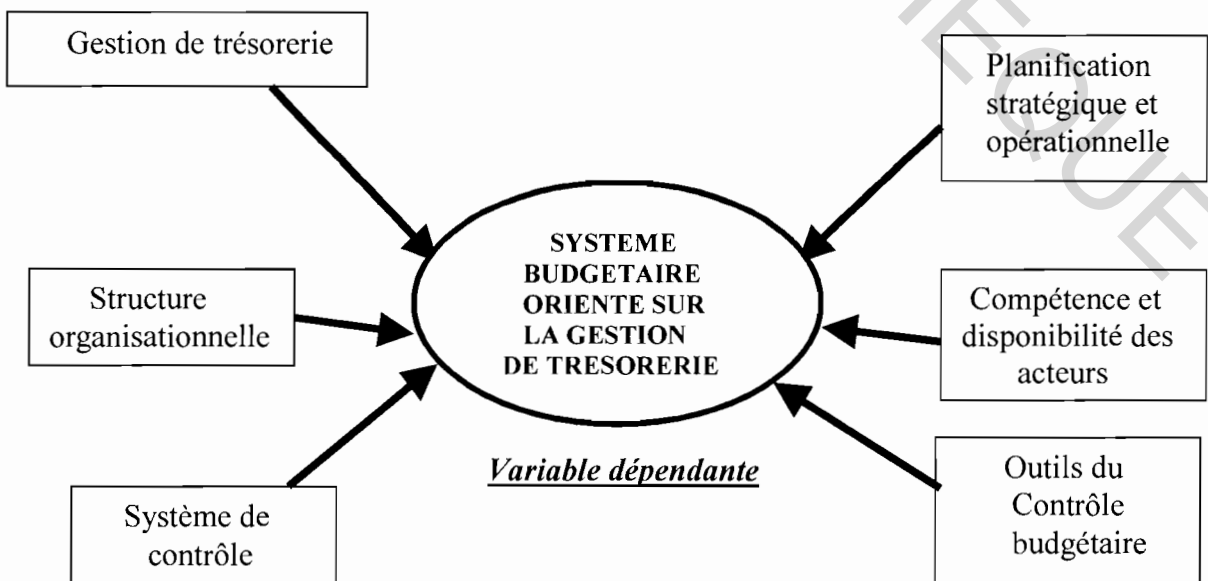 Gestion de trésorerie
Planification
stratégique et
opérationnelle
SYSTEME
BUDGETAIRE
ORIENTE SUR
LA GESTION
DE TRESORERIE
Structure
organisationnelle
Compétence et
disponibilité des
acteurs
Variable dépendante
Système de
contrôle
Outils du
Contrôle
budgétaire